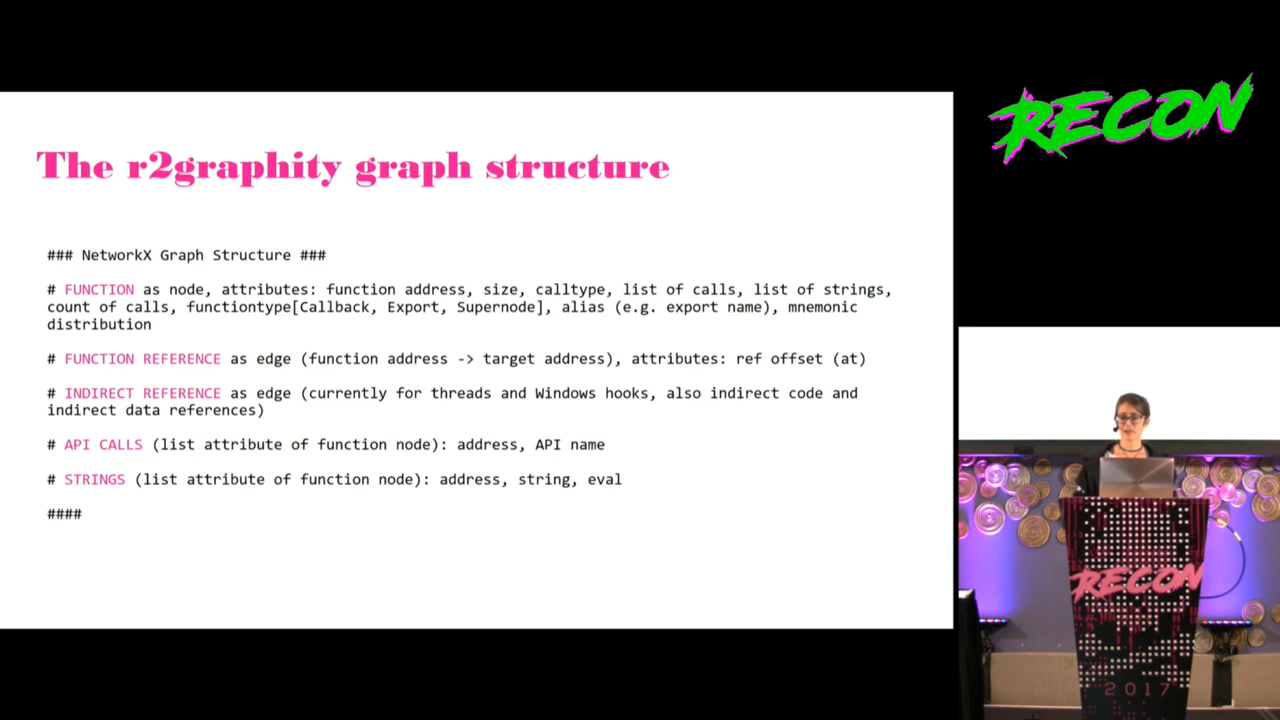 The r2graphity graph structure
### NetworkX Graph Structure ###
# FUNCTION as node, attributes: function address, size, calltype, list of calls, list of strings,
count of calls, functiontype[Callback, Export, Supernode], alias (e.g. export name), mnemonic
distribution
# FUNCTION REFERENCE as edge (function address -> target address), attributes: ref offset (at)
# INDIRECT REFERENCE as edge (currently for threads and Windows hooks, also indirect code and
indirect data references)
# API CALLS (list attribute of function node): address, API name
# STRINGS (list attribute of function node): address, string, eval
####
RECON
RECON
2017